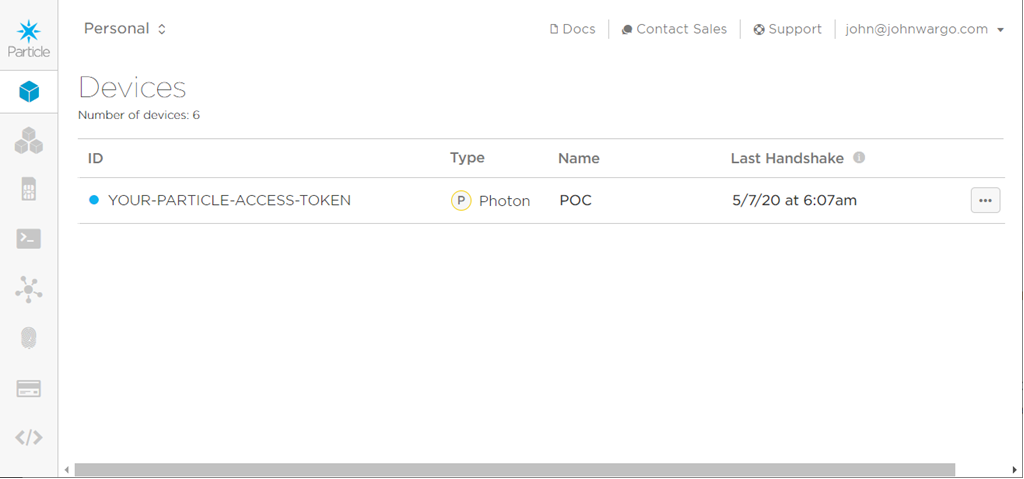 Particle
Personal
Docs
Contact Sales
Support
john@johnwargo.com
Devices
Number of devices: 6
ID Type Name Last Handshake
YOUR-PARTICLE-ACCESS-TOKEN P Photon POC 5/7/20 at 6:07am